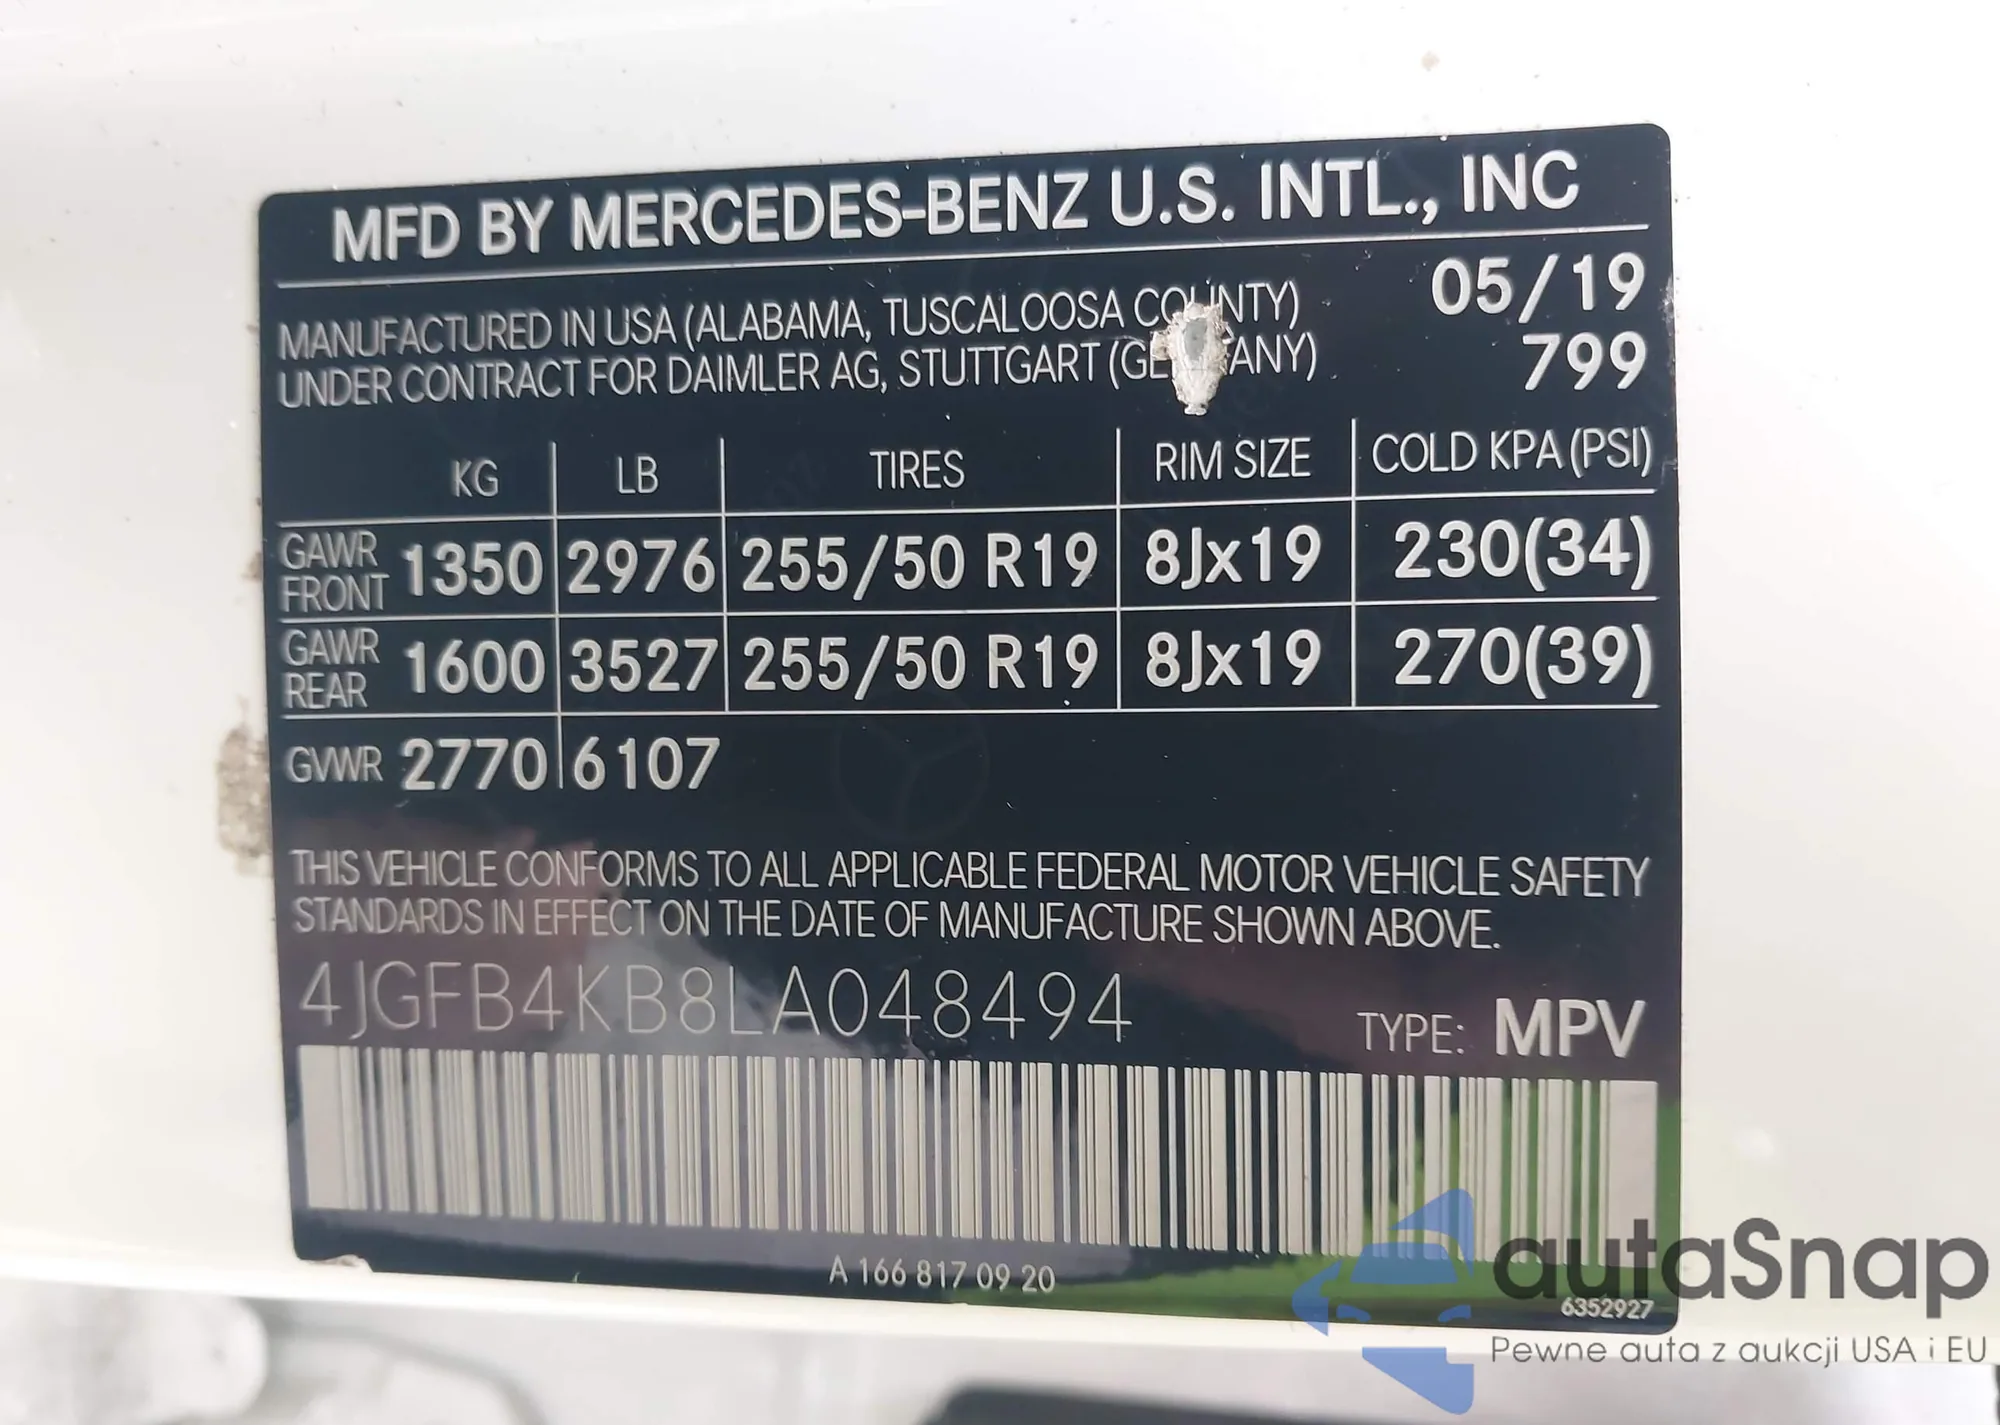 MFD BY MERCEDES-BENZ U.S. INTL., INC
05/19
MANUFACTURED IN USA (ALABAMA, TUSCALOOSA COUNTY)
UNDER CONTRACT FOR DAIMLER AG, STUTTGART (GERMANY)
799
KG LB TIRES RIM SIZE COLD KPA (PSI)
GAWR FRONT 1350 2976 255/50 R19 8Jx19 230(34)
GAWR REAR 1600 3527 255/50 R19 8Jx19 270(39)
GVWR 2770 6107
THIS VEHICLE CONFORMS TO ALL APPLICABLE FEDERAL MOTOR VEHICLE SAFETY
STANDARDS IN EFFECT ON THE DATE OF MANUFACTURE SHOWN ABOVE.
4JGFB4KB8LA048494
TYPE: MPV
A 166 817 09 20
6352927
autaSnap
Pewne auta z aukcji USA i EU